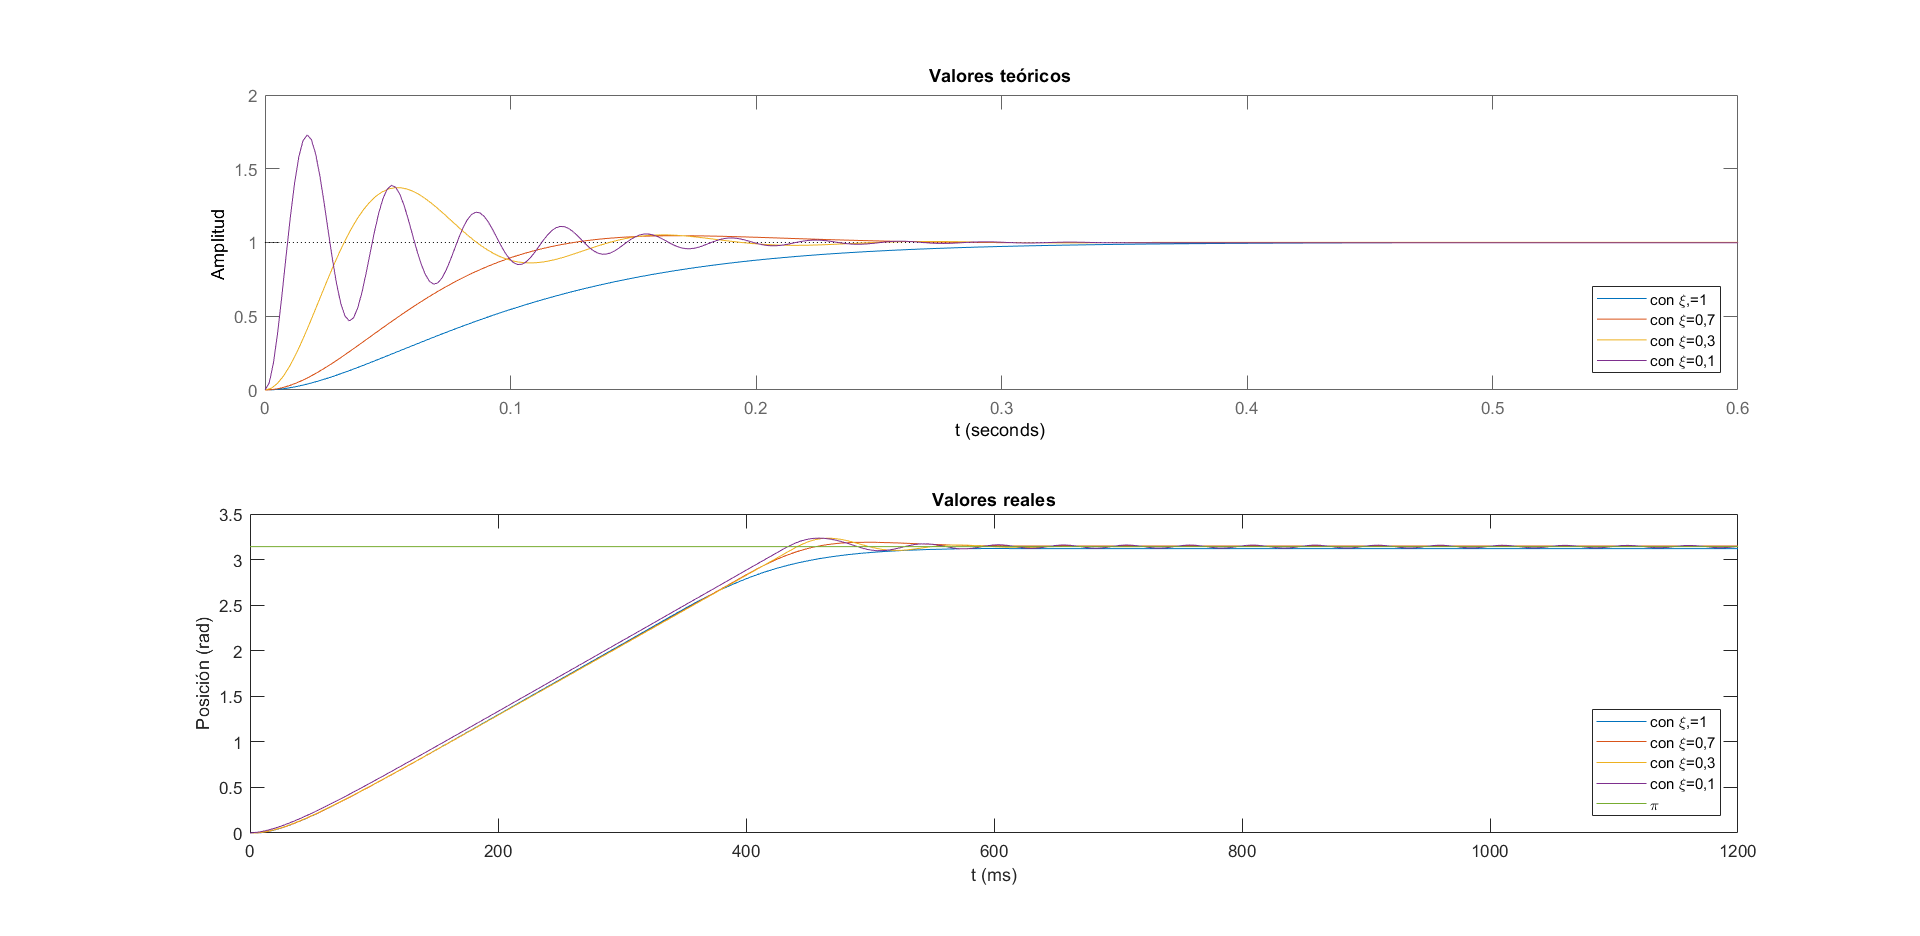 Valores teóricos
2
1.5
1
0.5
0
Amplitud
0 0.1 0.2 0.3 0.4 0.5 0.6
t (seconds)
con ξ,=1
con ξ=0,7
con ξ=0,3
con ξ=0,1
Valores reales
3.5
3
2.5
2
1.5
1
0.5
0
Posición (rad)
0 200 400 600 800 1000 1200
t (ms)
con ξ,=1
con ξ=0,7
con ξ=0,3
con ξ=0,1
π